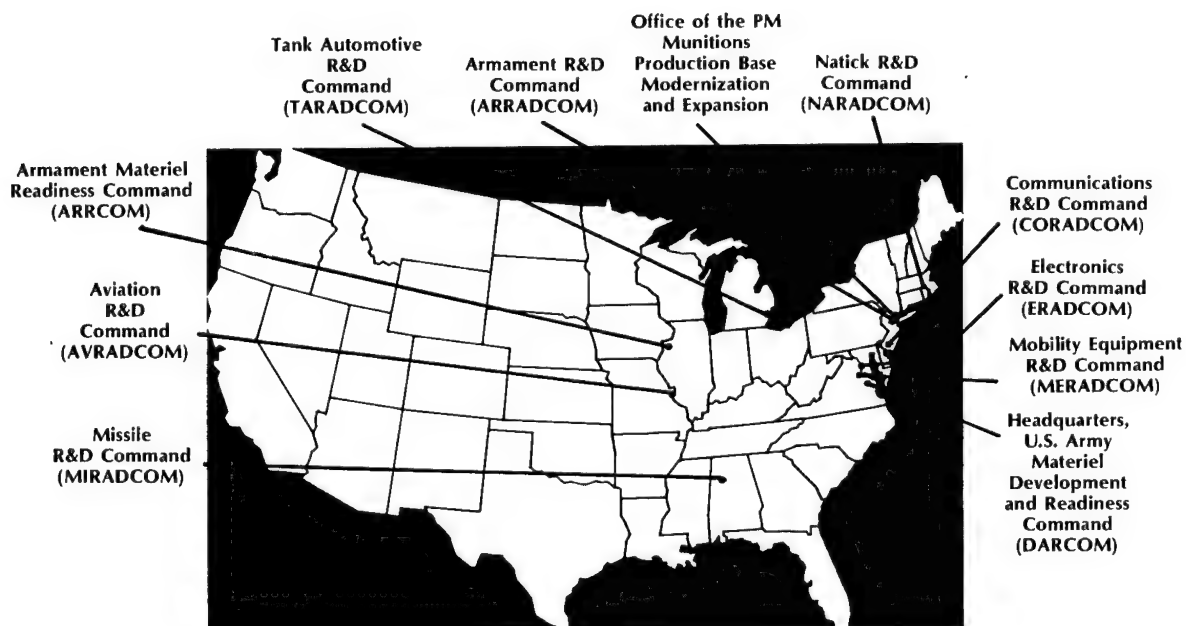 Tank Automotive
R&D
Command
(TARADCOM)
Armament R&D
Command
(ARRADCOM)
Office of the PM
Munitions
Production Base
Modernization
and Expansion
Natick R&D
Command
(NARADCOM)
Armament Materiel
Readiness Command
(ARRCOM)
Aviation
R&D
Command
(AVRADCOM)
Missile
R&D Command
(MIRADCOM)
Communications
R&D Command
(CORADCOM)
Electronics
R&D Command
(ERADCOM)
Mobility Equipment
R&D Command
(MERADCOM)
Headquarters,
U.S. Army
Materiel
Development
and Readiness
Command
(DARCOM)